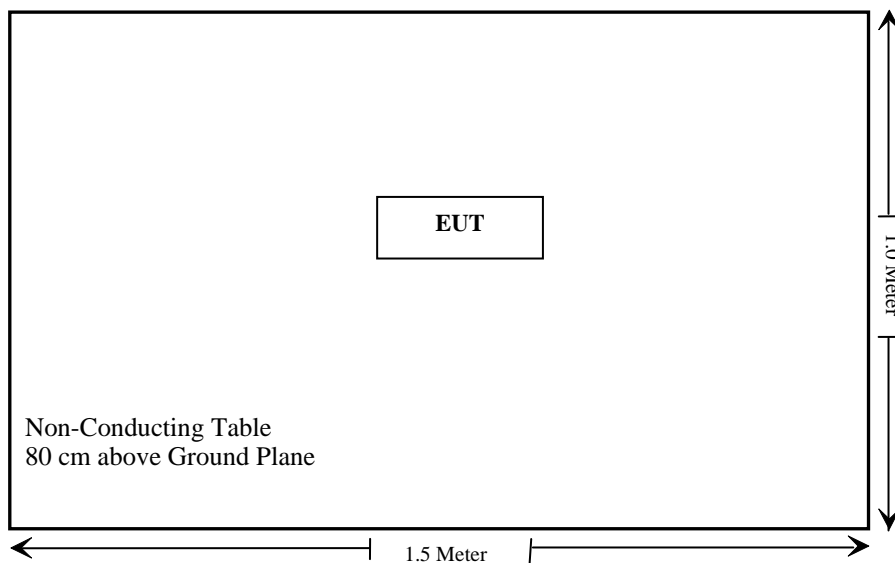 EUT
1.0 Meter
Non-Conducting Table
80 cm above Ground Plane
1.5 Meter